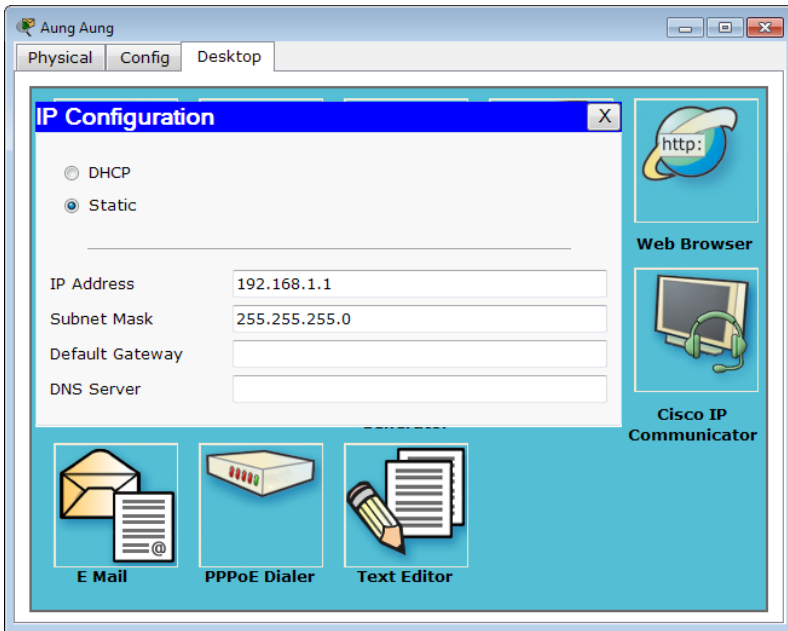 Aung Aung
Physical Config Desktop
IP Configuration X
DHCP
Static
IP Address 192.168.1.1
Subnet Mask 255.255.255.0
Default Gateway
DNS Server
http:
Web Browser
Cisco IP
Communicator
@
E Mail PPPoE Dialer Text Editor